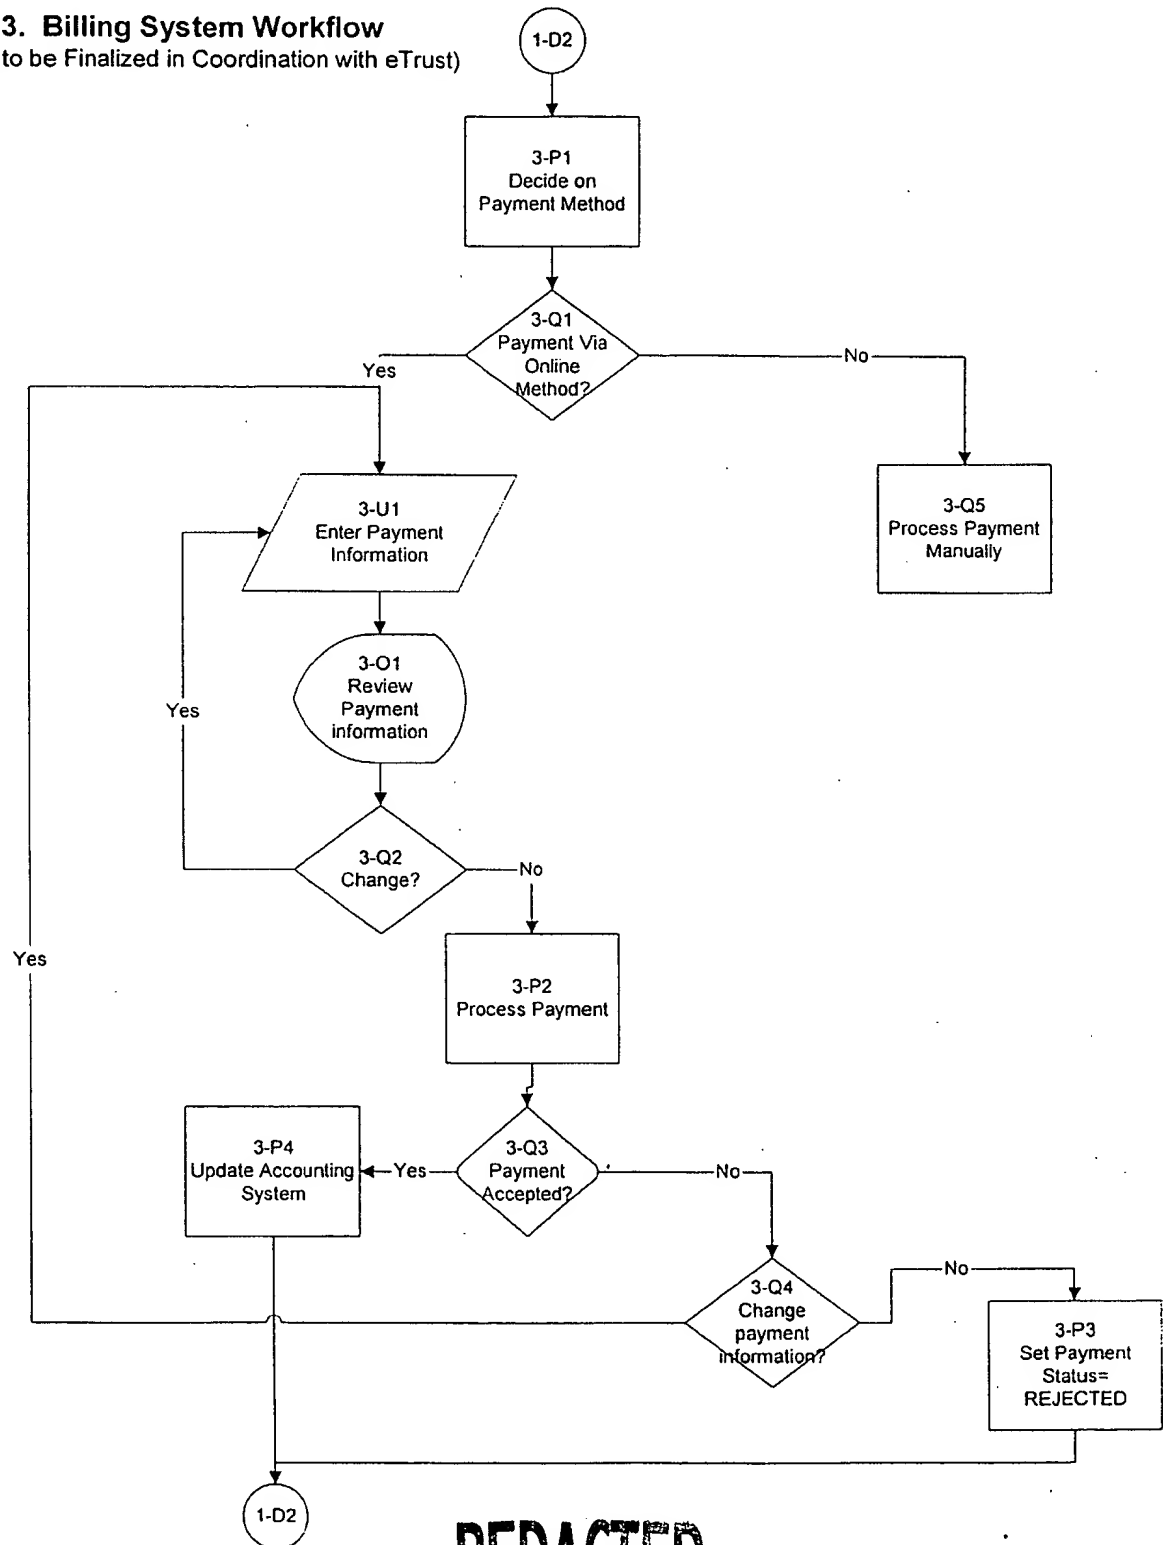 3. Billing System Workflow
to be Finalized in Coordination with eTrust)
1-D2
3-P1
Decide on
Payment Method
3-Q1
Payment Via
Online
Method?
Yes
No
3-U1
Enter Payment
Information
3-Q5
Process Payment
Manually
3-O1
Review
Payment
information
Yes
3-Q2
Change?
No
Yes
3-P2
Process Payment
3-P4
Update Accounting
System
Yes
3-Q3
Payment
Accepted?
No
3-Q4
Change
payment
information?
No
3-P3
Set Payment
Status=
REJECTED
1-D2
REDACTED